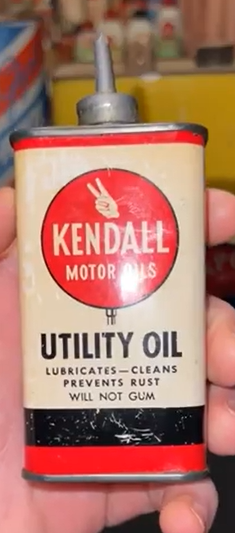 KENDALL
MOTOR OILS
UTILITY OIL
LUBRICATES—CLEANS
PREVENTS RUST
WILL NOT GUM